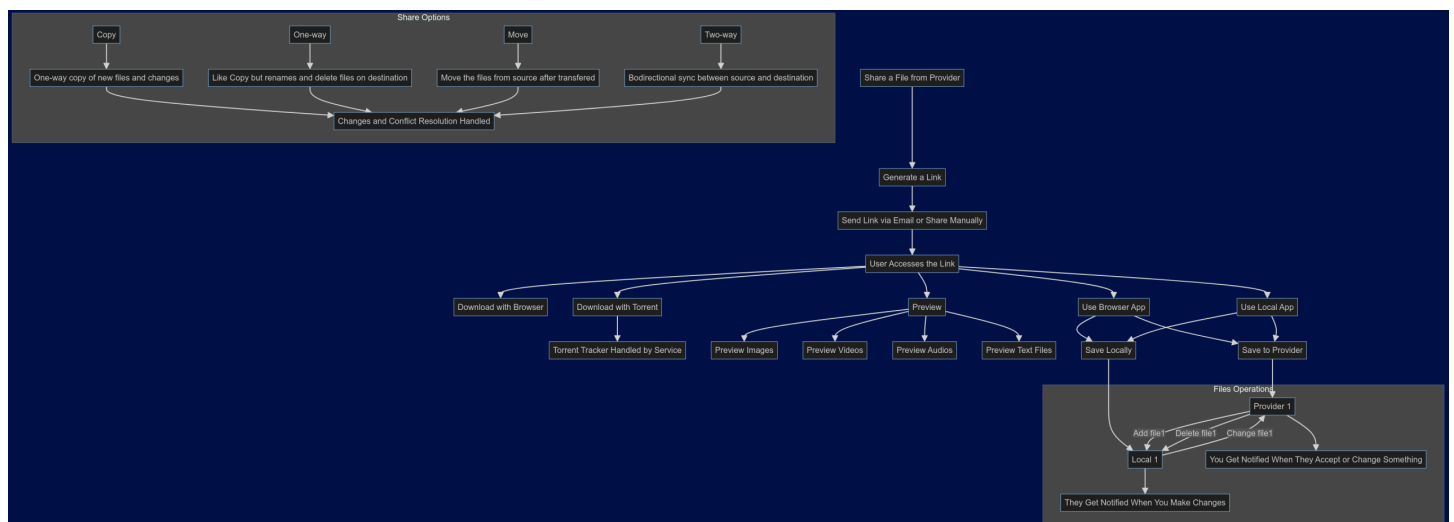 Share Options
Copy
One-way
Move
Two-way
One-way copy of new files and changes
Like Copy but renames and delete files on destination
Move the files from source after transfered
Bodirectional sync between source and destination
Changes and Conflict Resolution Handled
Share a File from Provider
Generate a Link
Send Link via Email or Share Manually
User Accesses the Link
Download with Browser
Download with Torrent
Preview
Use Browser App
Use Local App
Torrent Tracker Handled by Service
Preview Images
Preview Videos
Preview Audios
Preview Text Files
Save Locally
Save to Provider
Files Operations
Provider 1
Add file1
Delete file1
Change file1
Local 1
You Get Notified When They Accept or Change Something
They Get Notified When You Make Changes